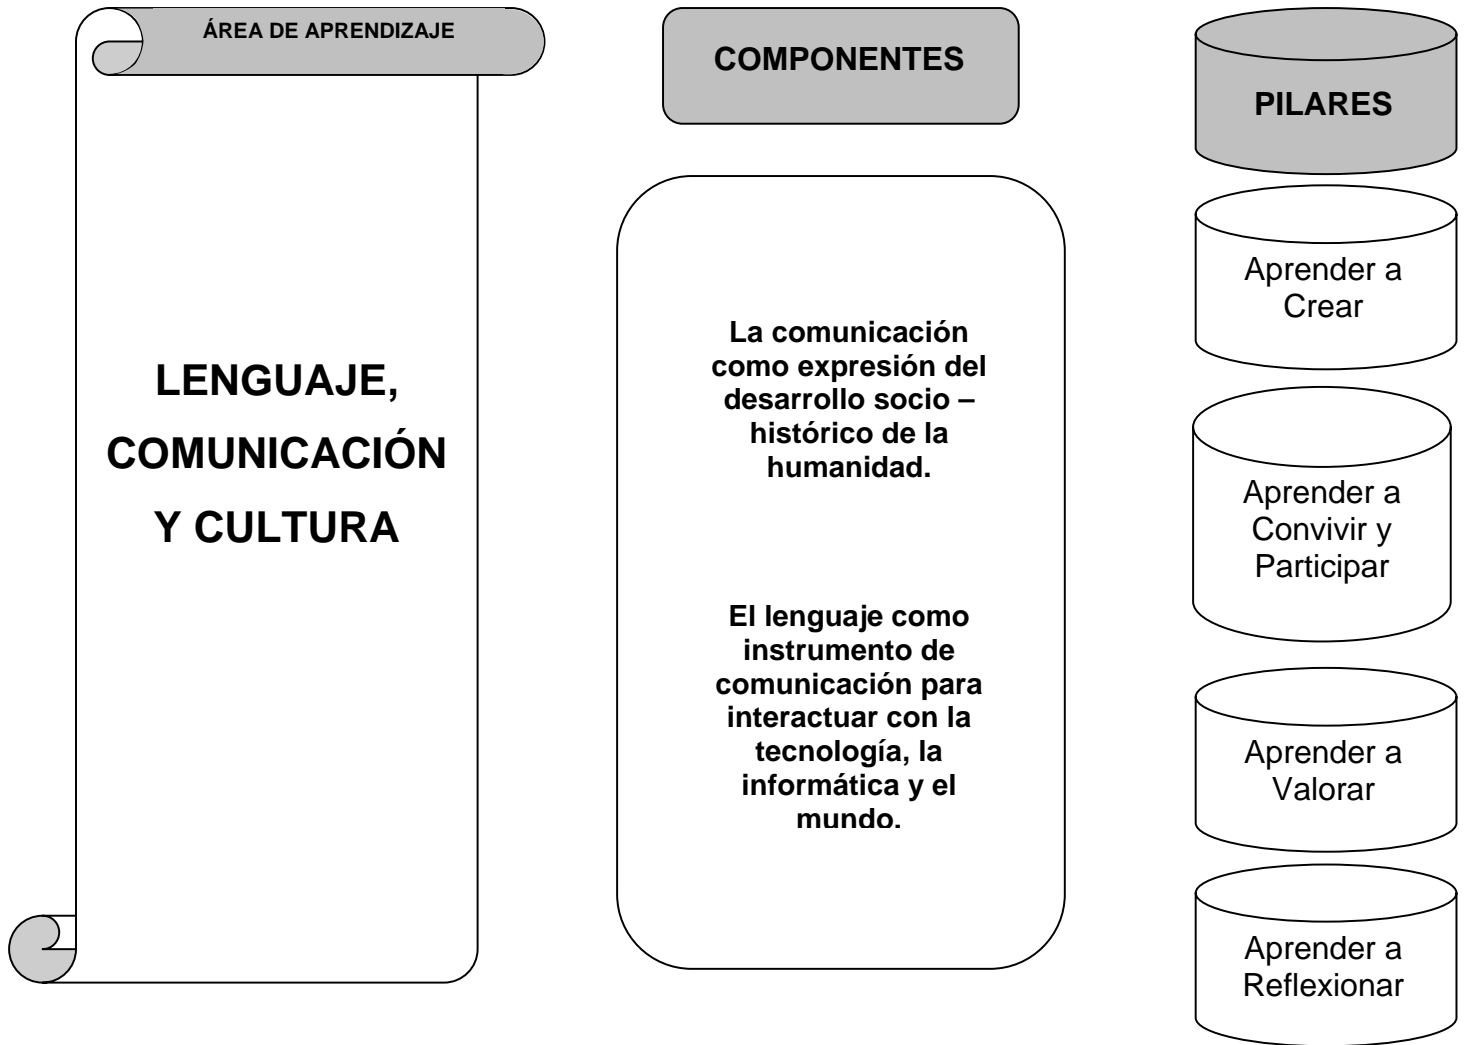 ÁREA DE APRENDIZAJE
LENGUAJE,
COMUNICACIÓN
Y CULTURA
COMPONENTES
La comunicación
como expresión del
desarrollo socio –
histórico de la
humanidad.
El lenguaje como
instrumento de
comunicación para
interactuar con la
tecnología, la
informática y el
mundo.
PILARES
Aprender a
Crear
Aprender a
Convivir y
Participar
Aprender a
Valorar
Aprender a
Reflexionar